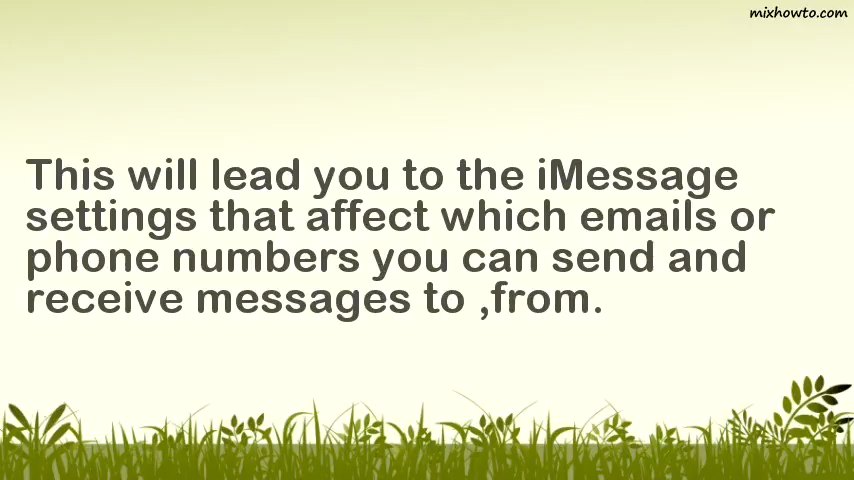 mixhowto.com
This will lead you to the iMessage
settings that affect which emails or
phone numbers you can send and
receive messages to ,from.